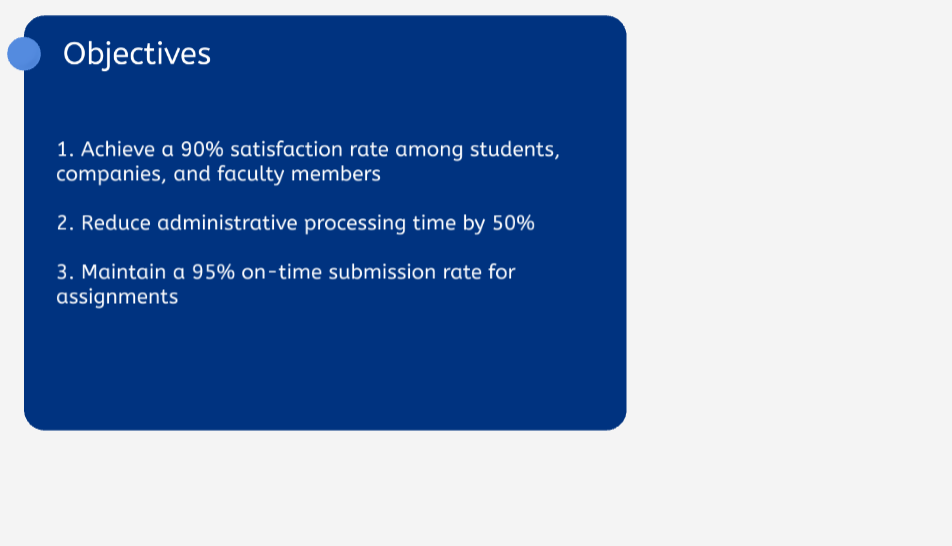 Objectives
1. Achieve a 90% satisfaction rate among students,
companies, and faculty members
2. Reduce administrative processing time by 50%
3. Maintain a 95% on-time submission rate for
assignments